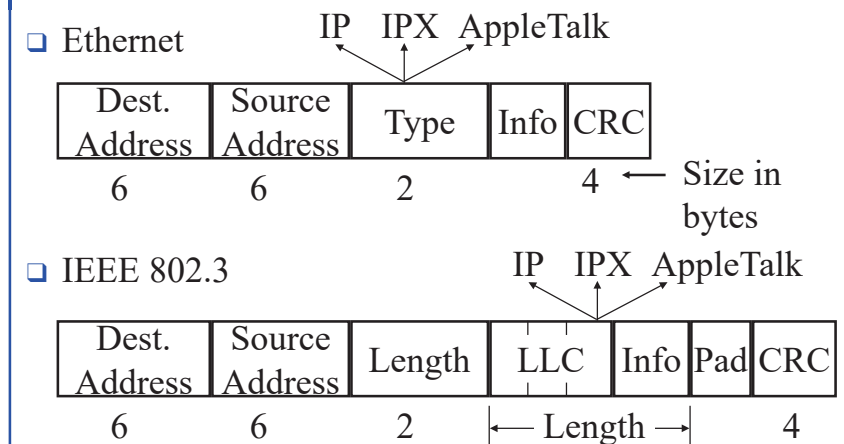 ❑ Ethernet
IP IPX AppleTalk
Dest. Address Source Address Type Info CRC
6 6 2 4 Size in bytes
❑ IEEE 802.3
IP IPX AppleTalk
Dest. Address Source Address Length LLC Info Pad CRC
6 6 2 Length 4